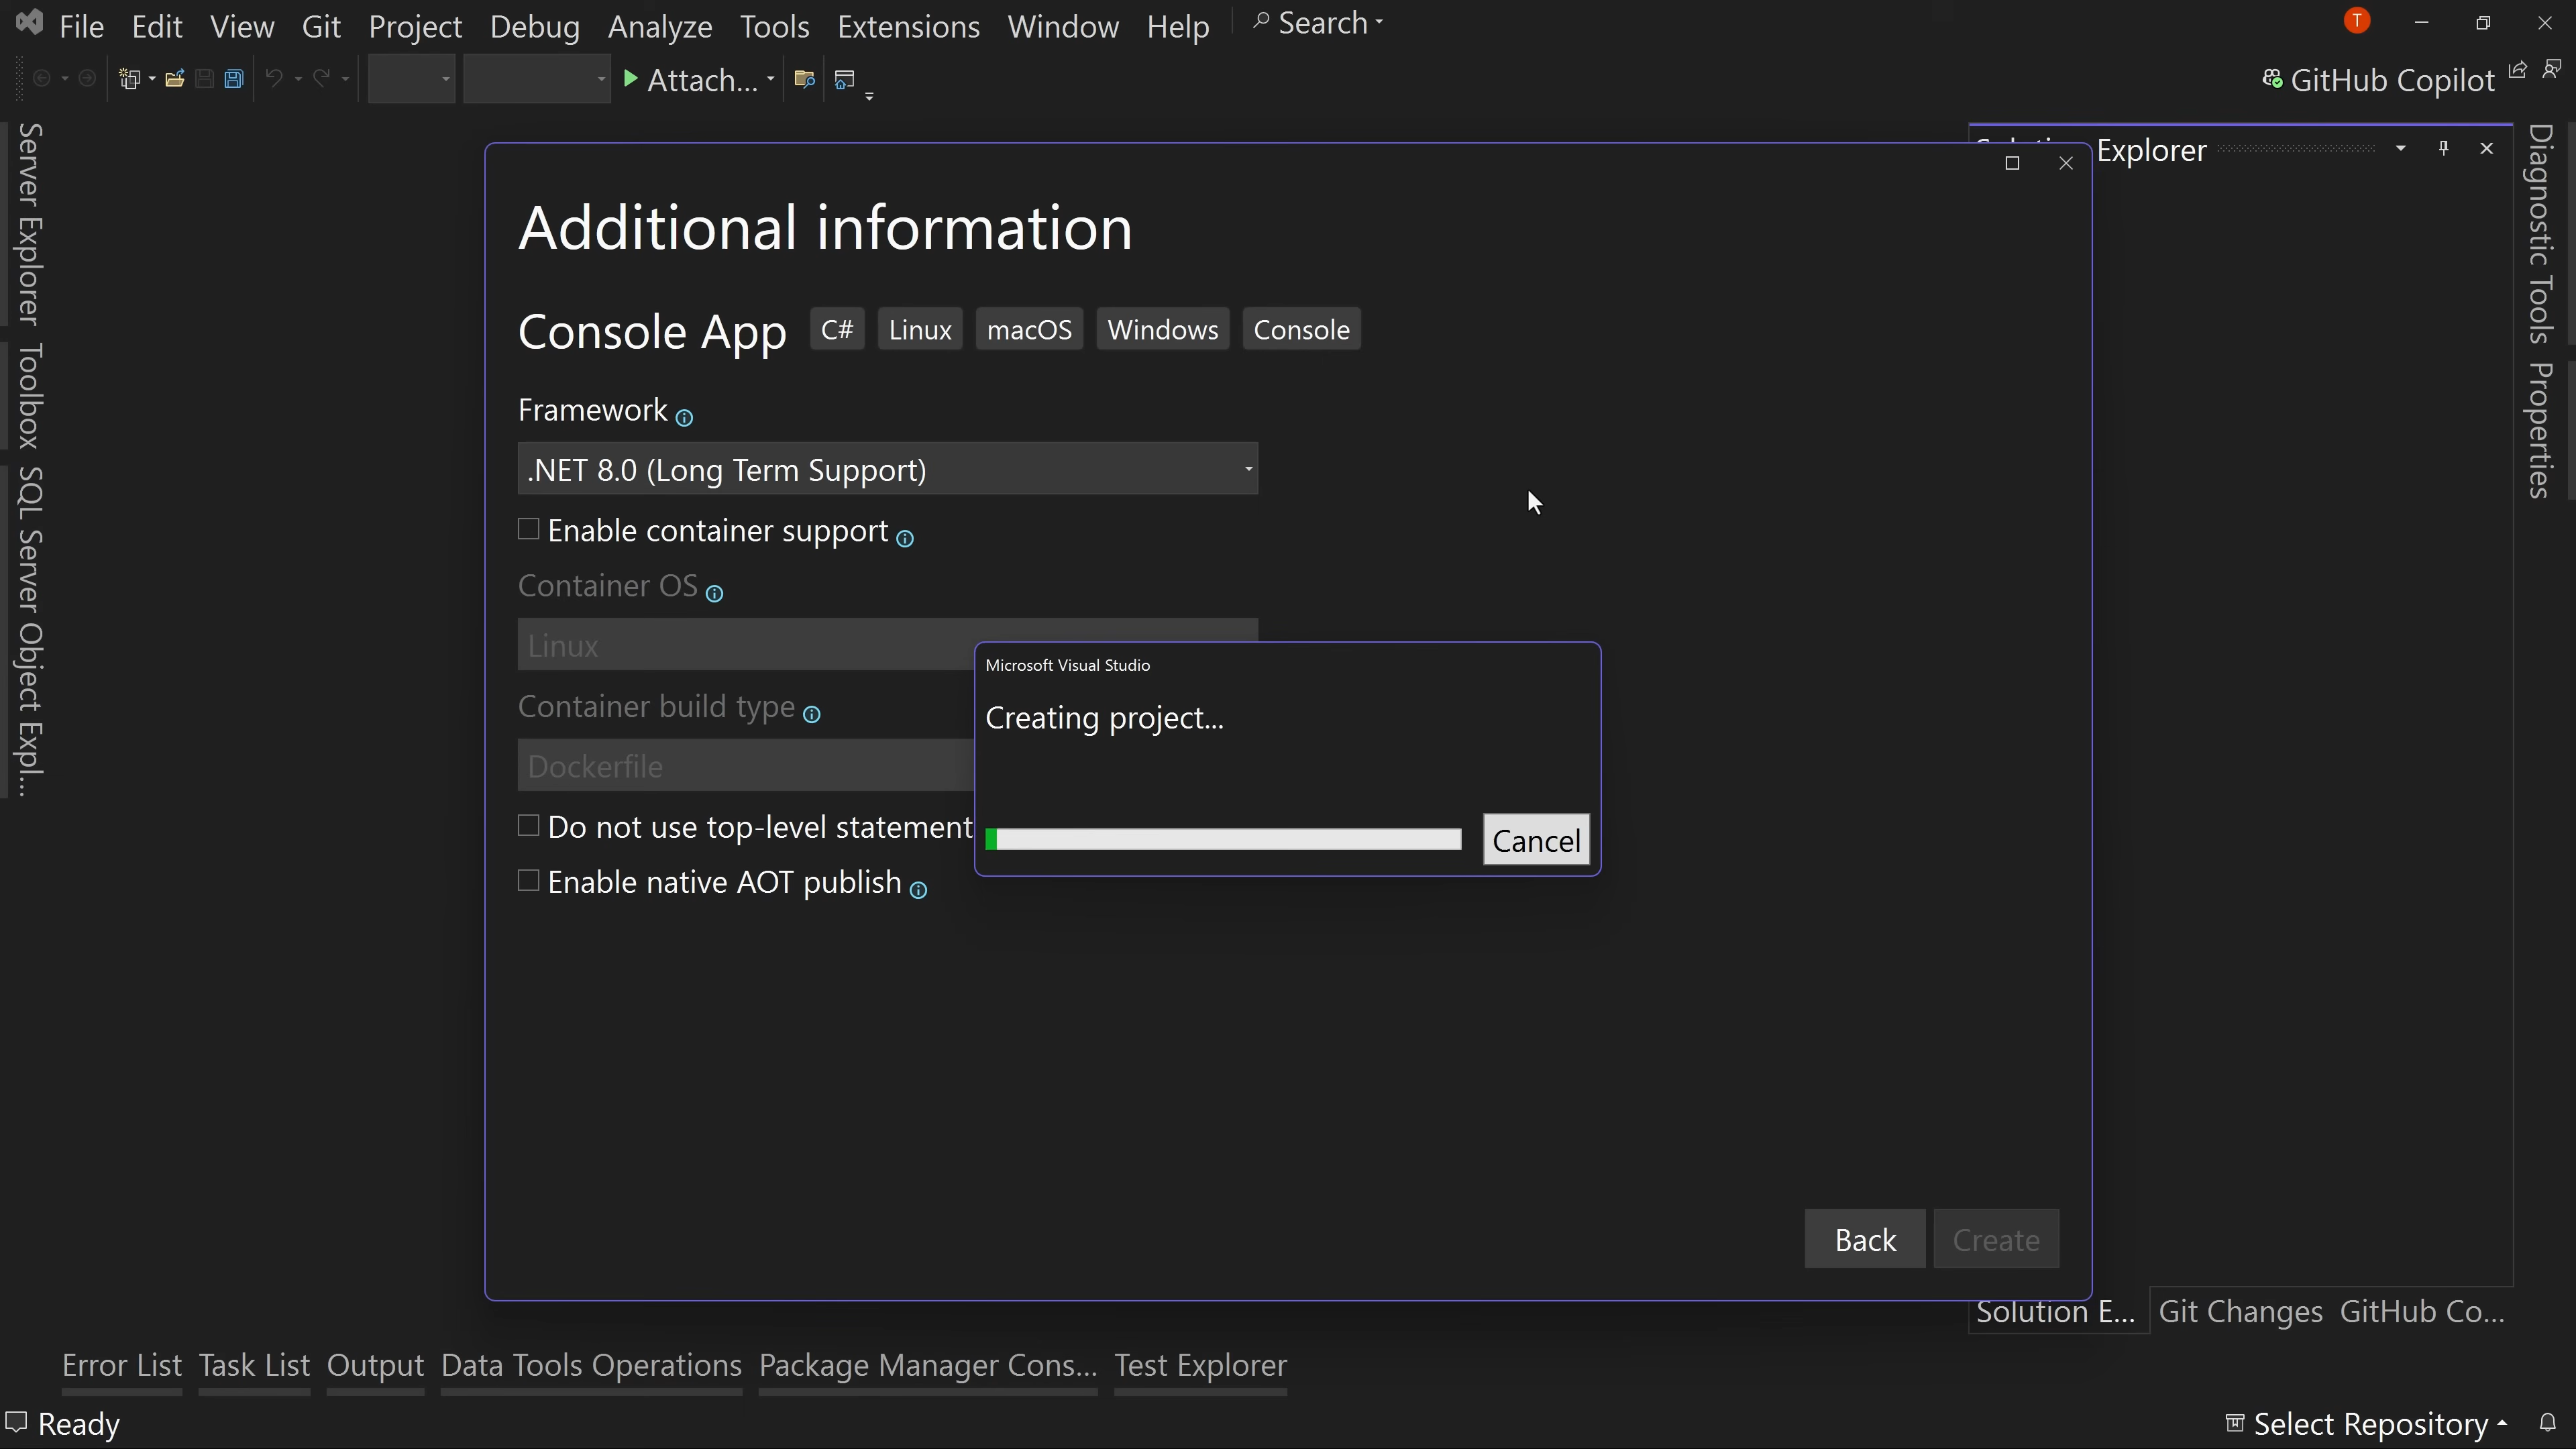 File Edit View Git Project Debug Analyze Tools Extensions Window Help Search
T
Attach...
GitHub Copilot
Server Explorer
Toolbox
SQL Server Object Expl...
Explorer
Diagnostic Tools
Properties
Additional information
Console App C# Linux macOS Windows Console
Framework
.NET 8.0 (Long Term Support)
Enable container support
Container OS
Linux
Container build type
Dockerfile
Do not use top-level statement
Enable native AOT publish
Microsoft Visual Studio
Creating project...
Cancel
Back Create
Solution E... Git Changes GitHub Co...
Error List Task List Output Data Tools Operations Package Manager Cons... Test Explorer
Ready
Select Repository